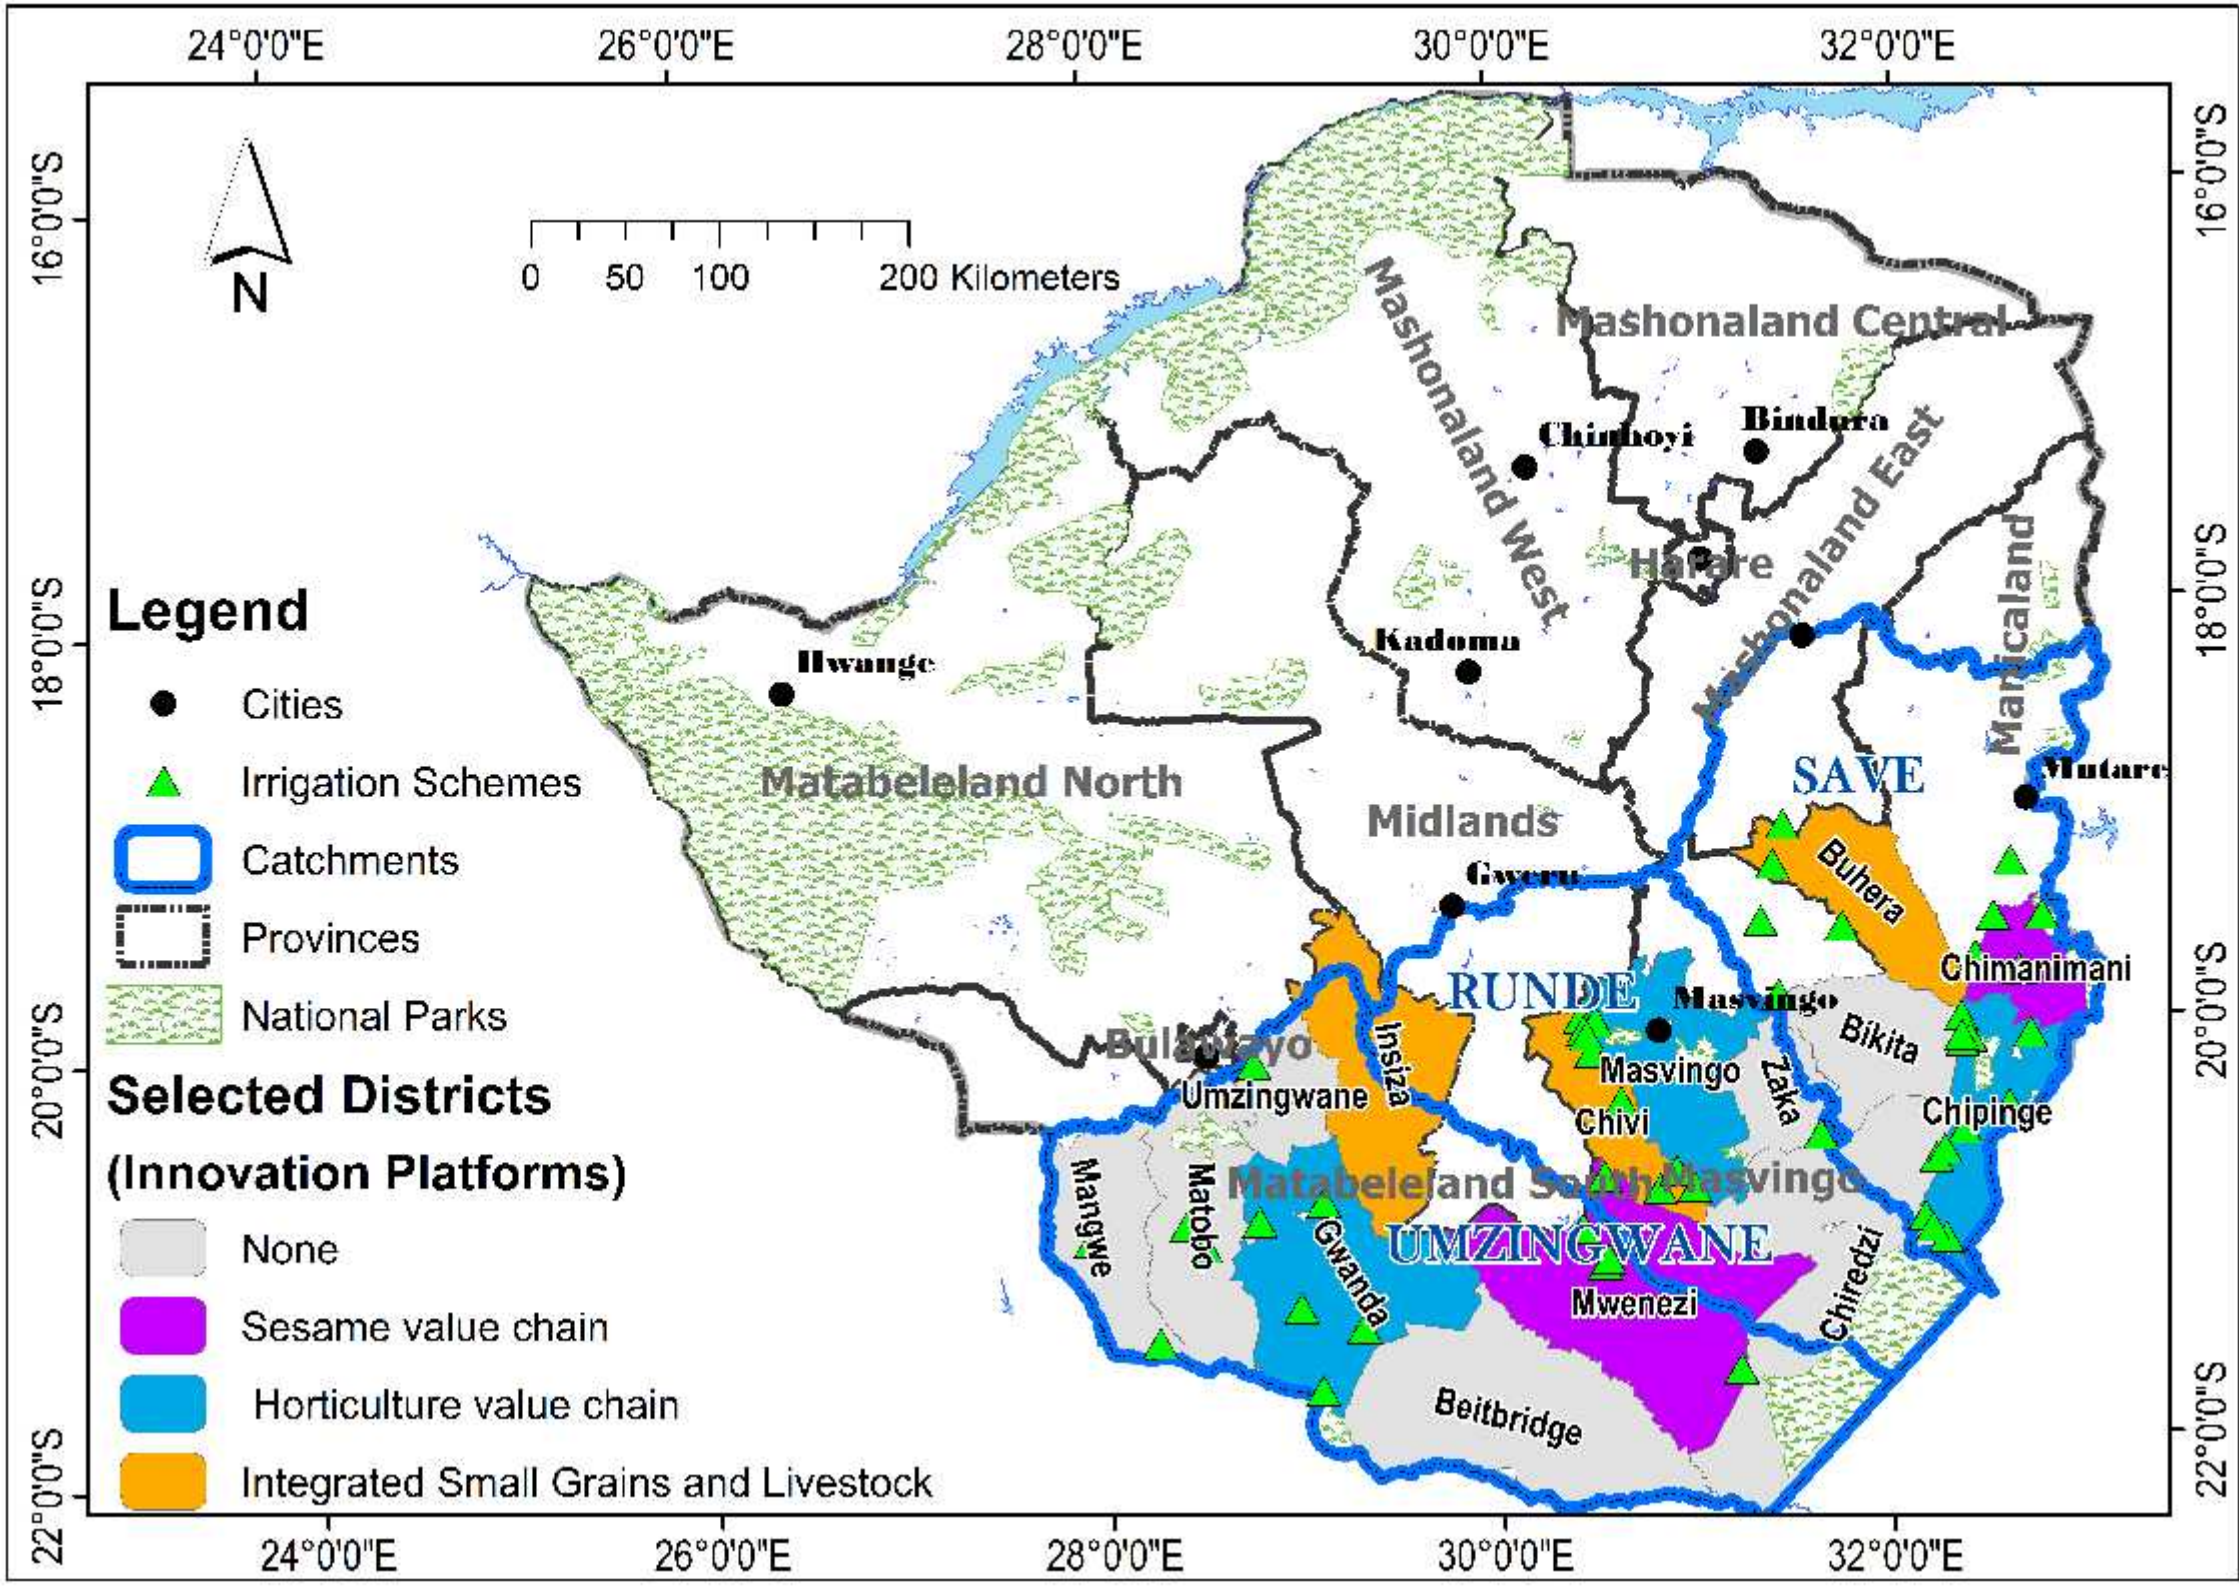 24°0'0"E 26°0'0"E 28°0'0"E 30°0'0"E 32°0'0"E
16°0'0"S
16°0'0"S
N
0 50 100 200 Kilometers
Mashonaland Central
Mashonaland West
Bindura
Chinhoyi
Mashonaland East
Harare
Manicaland
18°0'0"S
18°0'0"S
Legend
Cities
Irrigation Schemes
Catchments
Provinces
National Parks
Selected Districts
(Innovation Platforms)
None
Sesame value chain
Horticulture value chain
Integrated Small Grains and Livestock
Kadoma
Hwange
Matabeleland North
SAVE
Mutare
Midlands
Buhera
Gweru
Chimanimani
RUNDE
Masvingo
Bulawayo
Insiza
Bikita
Umzingwane
Masvingo
Zaka
Chivi
Chipinge
Mangwe
Matobo
Matabeleland South
Masvingo
Gwanda
UMZINGWANE
Mwenezi
Chiredzi
Beitbridge
20°0'0"S
20°0'0"S
22°0'0"S
22°0'0"S
24°0'0"E 26°0'0"E 28°0'0"E 30°0'0"E 32°0'0"E